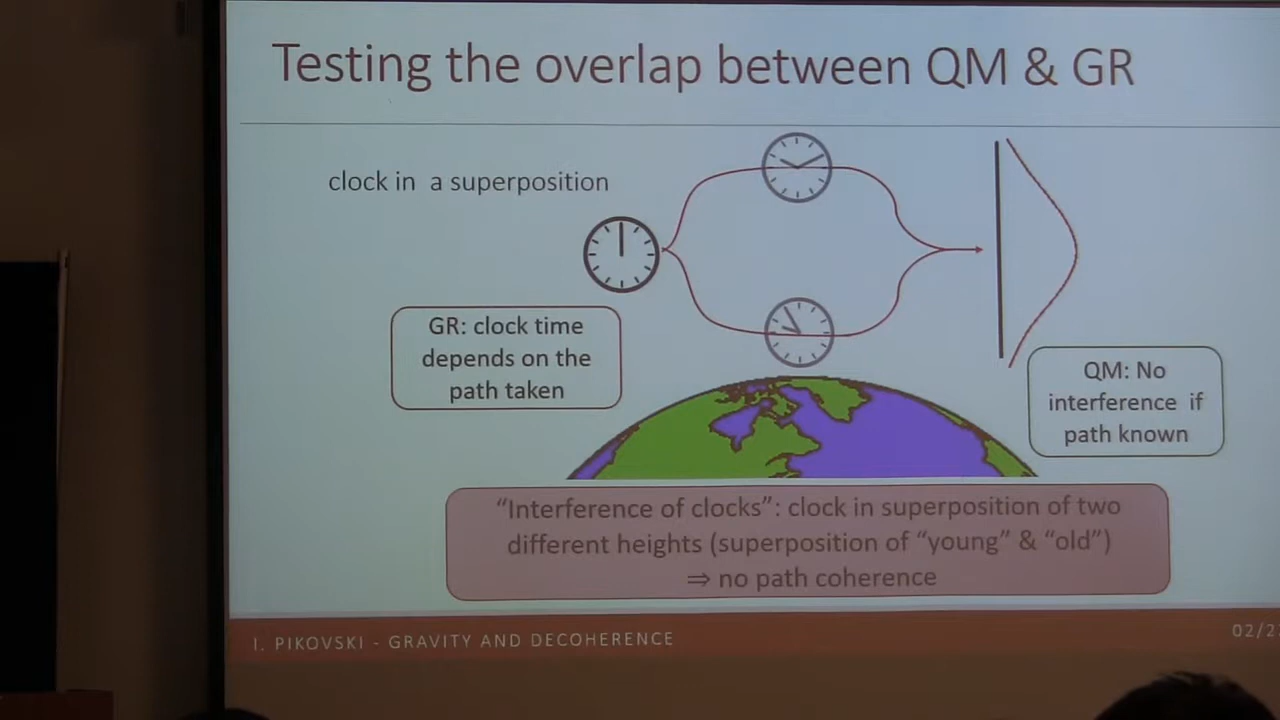 Testing the overlap between QM & GR
clock in a superposition
GR: clock time
depends on the
path taken
QM: No
interference if
path known
“Interference of clocks”: clock in superposition of two
different heights (superposition of “young” & “old”)
⇒ no path coherence
I. PIKOVSKI - GRAVITY AND DECOHERENCE
02/2